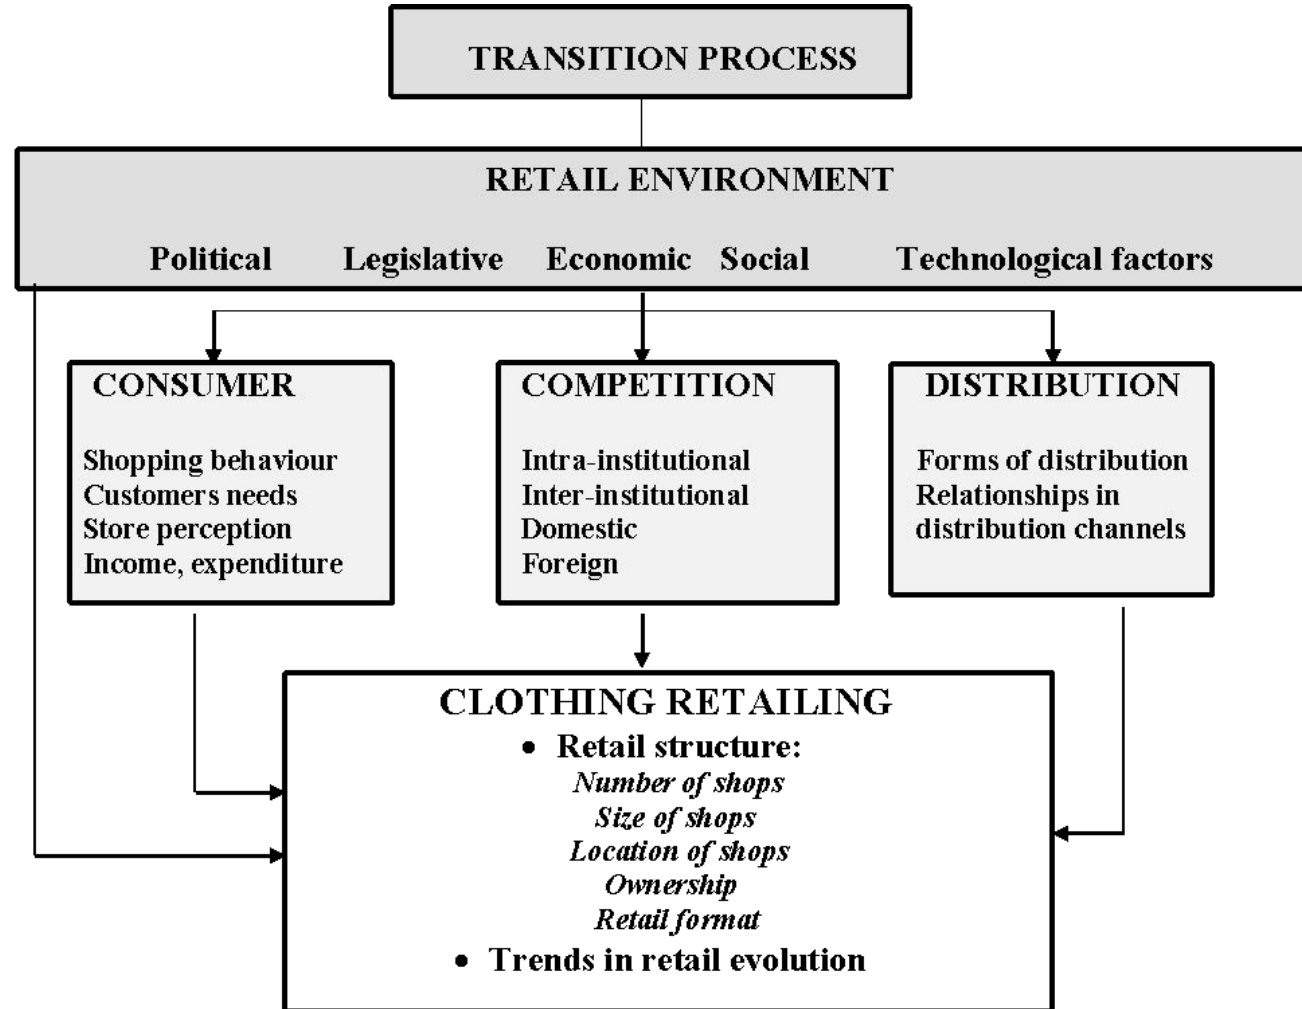 TRANSITION PROCESS
RETAIL ENVIRONMENT
Political Legislative Economic Social Technological factors
CONSUMER
Shopping behaviour
Customers needs
Store perception
Income, expenditure
COMPETITION
Intra-institutional
Inter-institutional
Domestic
Foreign
DISTRIBUTION
Forms of distribution
Relationships in
distribution channels
CLOTHING RETAILING
• Retail structure:
Number of shops
Size of shops
Location of shops
Ownership
Retail format
• Trends in retail evolution